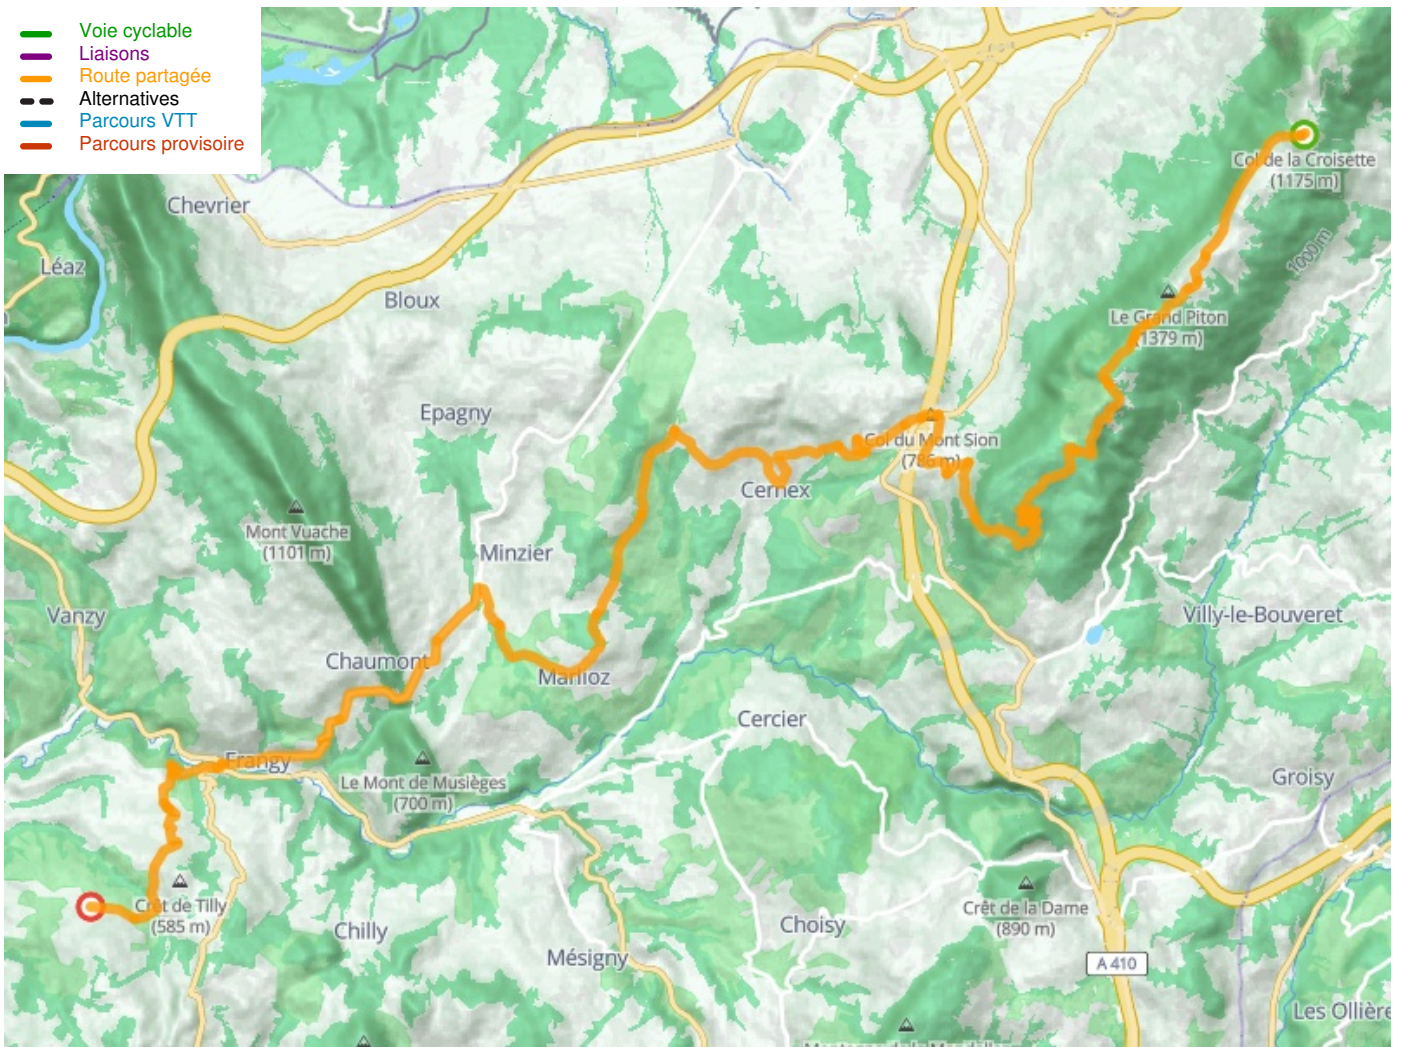 Voie cyclable
Liaisons
Route partagée
Alternatives
Parcours VTT
Parcours provisoire
Col de la Croisette
(1175 m)
Chevrier
1000 m
Léaz
Bloux
Le Grand Piton
(1379 m)
Epagny
Col du Mont Sion
(786 m)
Cernex
Mont Vuache
(1101 m)
Minzier
Vanzy
Villy-le-Bouveret
Chaumont
Marlioz
Cercier
Frangy
Le Mont de Musièges
(700 m)
Groisy
Crêt de Tilly
(585 m)
Crêt de la Dame
(890 m)
Choisy
Chilly
Mésigny
A 410
Les Ollière